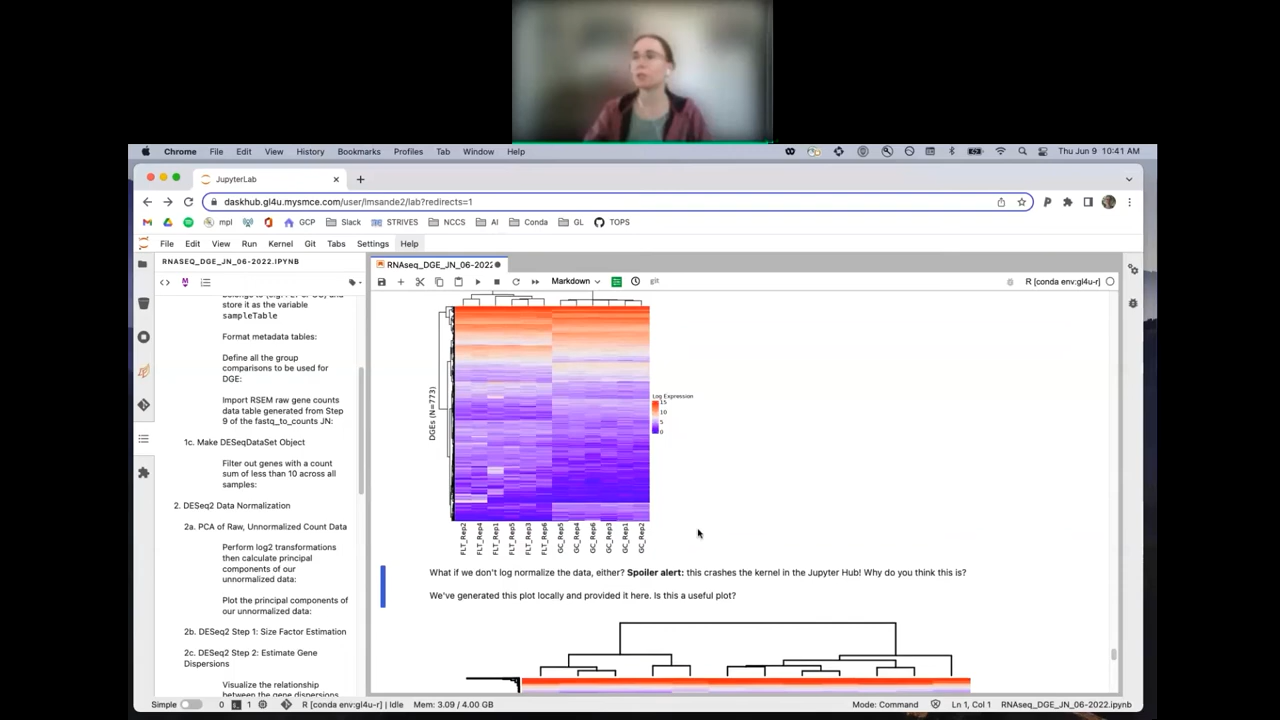 Chrome File Edit View History Bookmarks Profiles Tab Window Help Thu Jun 9 10:41 AM
JupyterLab
daskhub.gl4u.mysmce.com/user/lmsande2/lab?redirects=1
mpl GCP Slack STRIVES NCCS AI Conda GL TOPS
File Edit View Run Kernel Git Tabs Settings Help
RNASEQ_DGE_JN_06-2022.IPYNB
RNAseq_DGE_JN_06-2022
Markdown git R [conda env:gl4u-r]
store it as the variable
sampleTable
Format metadata tables:
Define all the group
comparisons to be used for
DGE:
Import RSEM raw gene
counts data table generated from Step
9 of the fastq_to_counts JN:
1c. Make DESeqDataSet Object
Filter out genes with a count
sum of less than 10 across all
samples:
2. DESeq2 Data Normalization
2a. PCA of Raw, Unnormalized Count Data
Perform log2 transformations
then calculate principal
components of our
unnormalized data:
Plot the principal components of
our unnormalized data:
2b. DESeq2 Step 1: Size Factor Estimation
2c. DESeq2 Step 2: Estimate Gene
Dispersions
Visualize the relationship
between the gene dispersions
DGEs (N=773)
Log Expression
15
10
5
0
FLT_Rep2
FLT_Rep4
FLT_Rep1
FLT_Rep5
FLT_Rep3
FLT_Rep6
GC_Rep5
GC_Rep4
GC_Rep6
GC_Rep3
GC_Rep1
GC_Rep2
What if we don't log normalize the data, either? Spoiler alert: this crashes the kernel in the Jupyter Hub! Why do you think this is?
We've generated this plot locally and provided it here. Is this a useful plot?
Simple 0 1 R [conda env:gl4u-r] | Idle Mem: 3.09 / 4.00 GB Mode: Command Ln 1, Col 1 RNAseq_DGE_JN_06-2022.ipynb